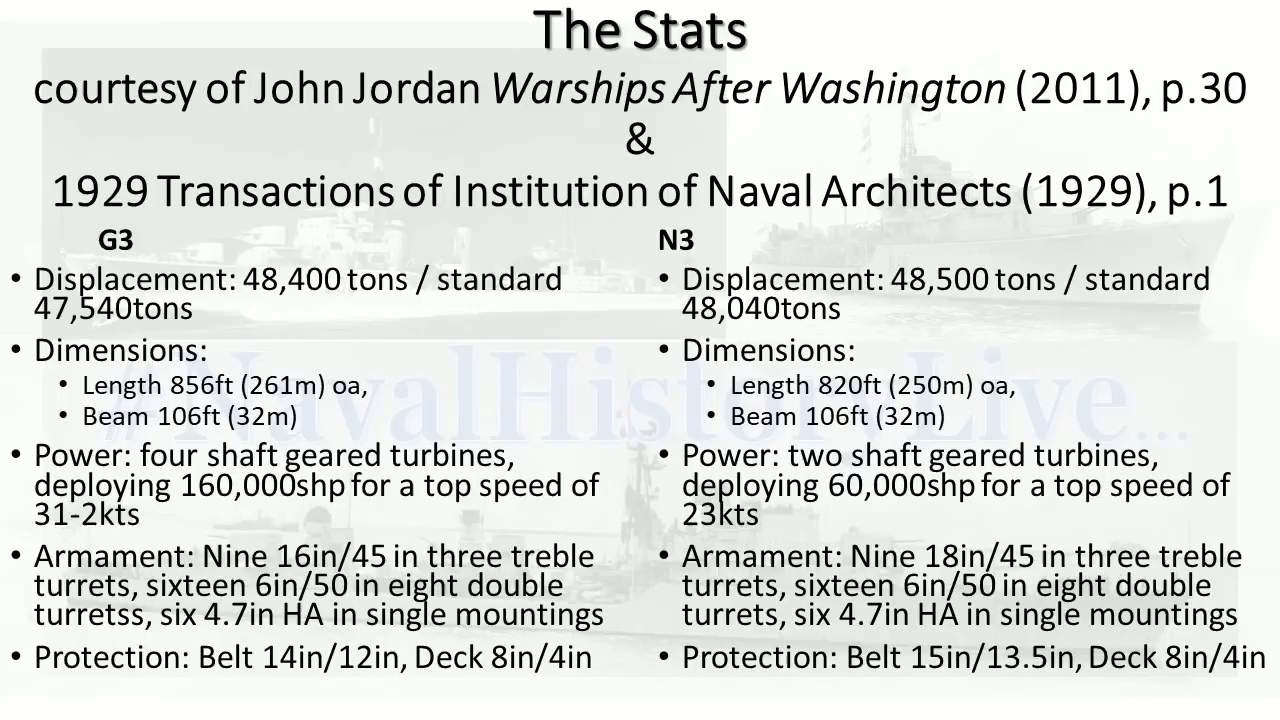 The Stats
courtesy of John Jordan Warships After Washington (2011), p.30
&
1929 Transactions of Institution of Naval Architects (1929), p.1
G3
• Displacement: 48,400 tons / standard
47,540tons
• Dimensions:
• Length 856ft (261m) oa,
• Beam 106ft (32m)
• Power: four shaft geared turbines,
deploying 160,000shp for a top speed of
31-2kts
• Armament: Nine 16in/45 in three treble
turrets, sixteen 6in/50 in eight double
turretss, six 4.7in HA in single mountings
• Protection: Belt 14in/12in, Deck 8in/4in
N3
• Displacement: 48,500 tons / standard
48,040tons
• Dimensions:
• Length 820ft (250m) oa,
• Beam 106ft (32m)
• Power: two shaft geared turbines,
deploying 60,000shp for a top speed of
23kts
• Armament: Nine 18in/45 in three treble
turrets, sixteen 6in/50 in eight double
turrets, six 4.7in HA in single mountings
• Protection: Belt 15in/13.5in, Deck 8in/4in
#NavalHistoryLive...